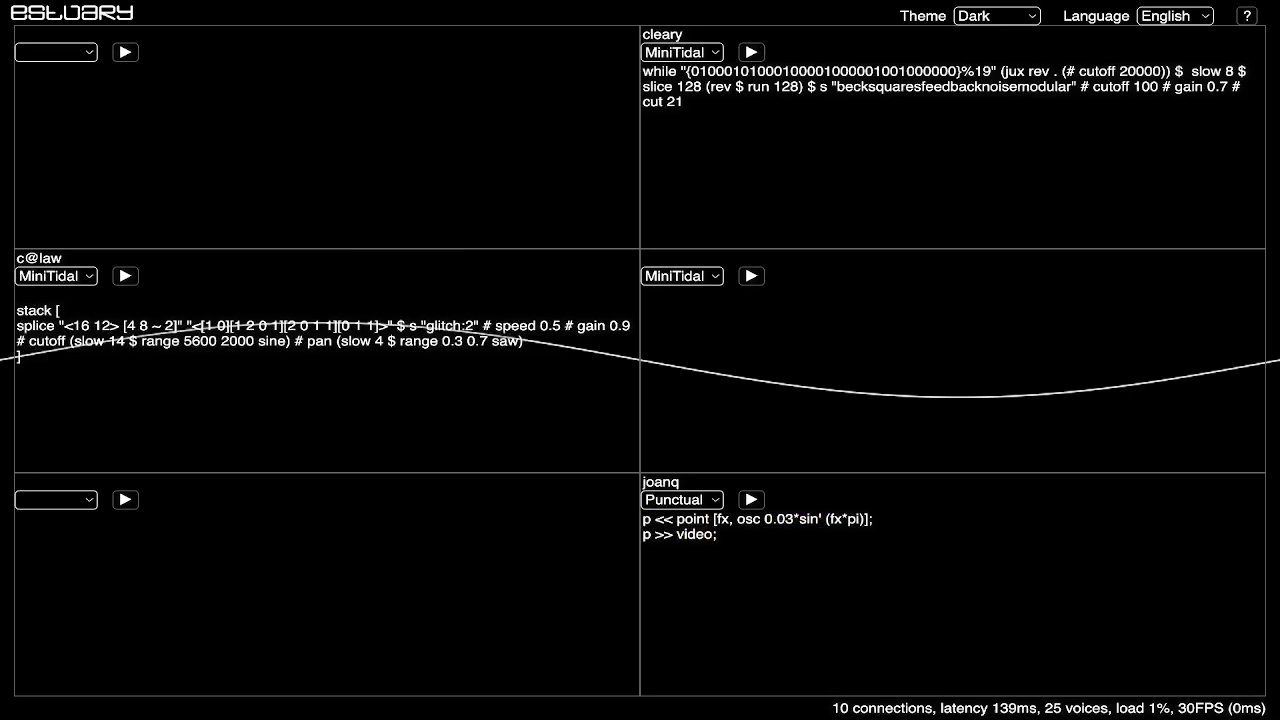 estuary
Theme Dark Language English ?
cleary
MiniTidal
while "{01000101000100001000001001000000}%19" (jux rev . (# cutoff 20000)) $  slow 8 $
slice 128 (rev $ run 128) $ s "becksquaresfeedbacknoisemodular" # cutoff 100 # gain 0.7 #
cut 21
c@law
MiniTidal
stack [
splice "<16 12> [4 8 ~ 2]" "<[1 0][1 2 0 1][2 0 1 1][0 1 1]>" $ s "glitch:2" # speed 0.5 # gain 0.9
# cutoff (slow 14 $ range 5600 2000 sine) # pan (slow 4 $ range 0.3 0.7 saw)
]
MiniTidal
joanq
Punctual
p << point [fx, osc 0.03*sin' (fx*pi)];
p >> video;
10 connections, latency 139ms, 25 voices, load 1%, 30FPS (0ms)